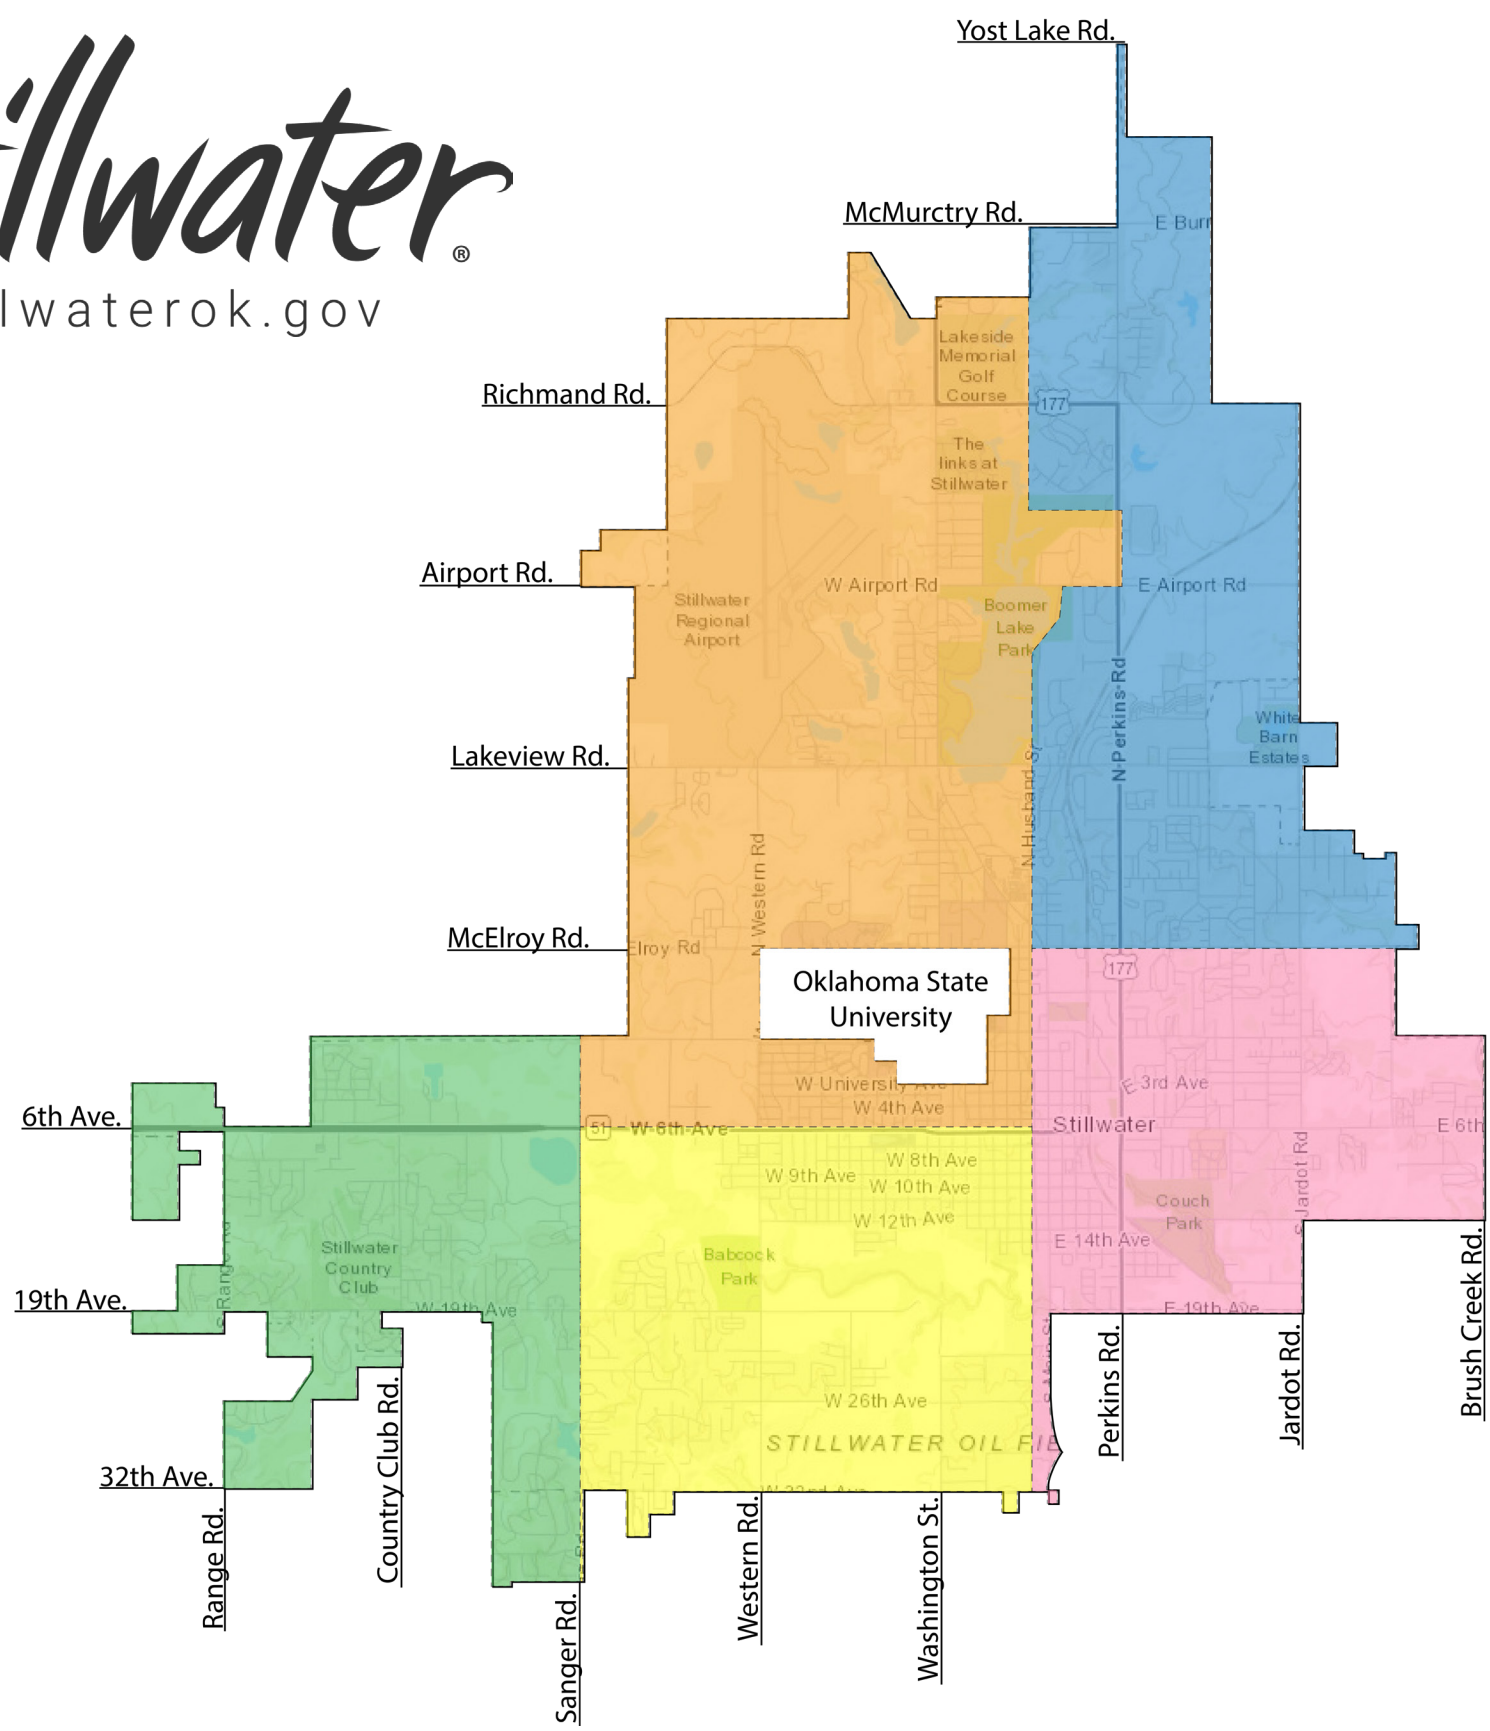 Yost Lake Rd.
illwater®
lwaterok.gov
McMurctry Rd.
E Burr
Lakeside
Memorial
Golf
Course
Richmand Rd.
177
The
links at
Stillwater
Airport Rd.
W Airport Rd
E Airport Rd
Stillwater
Regional
Airport
Boomer
Lake
Park
N Perkins Rd
White
Barn
Estates
Lakeview Rd.
N Husband St
N Western Rd
McElroy Rd.
Elroy Rd
177
Oklahoma State
University
W University Ave
E 3rd Ave
W 4th Ave
6th Ave.
51
W 6th Ave
Stillwater
E 6th
W 8th Ave
W 9th Ave
W 10th Ave
W 12th Ave
S Jardot Rd
Couch
Park
E 14th Ave
Stillwater
Country
Club
Babcock
Park
S Range Rd
19th Ave.
W 19th Ave
E 19th Ave
S Main St
W 26th Ave
STILLWATER OIL FIE
32th Ave.
W 32nd Ave
Range Rd.
Country Club Rd.
Sanger Rd.
Western Rd.
Washington St.
Perkins Rd.
Jardot Rd.
Brush Creek Rd.